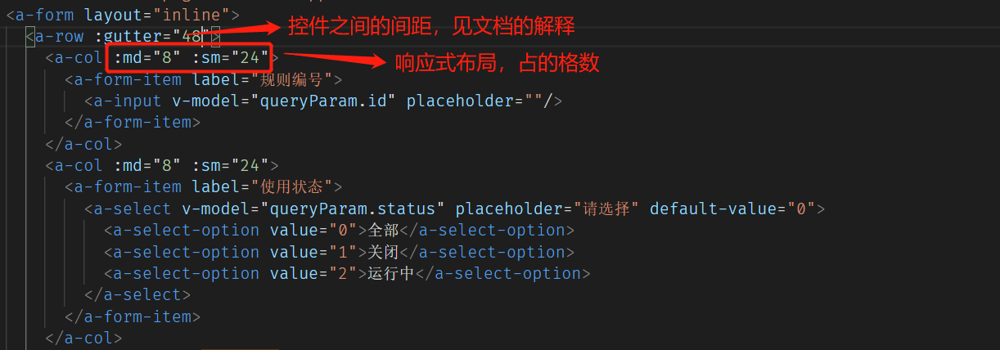 <a-form layout="inline">
<a-row :gutter="48">
控件之间的间距，见文档的解释
<a-col :md="8" :sm="24">
响应式布局，占的格数
<a-form-item label="规则编号">
<a-input v-model="queryParam.id" placeholder=""/>
</a-form-item>
</a-col>
<a-col :md="8" :sm="24">
<a-form-item label="使用状态">
<a-select v-model="queryParam.status" placeholder="请选择" default-value="0">
<a-select-option value="0">全部</a-select-option>
<a-select-option value="1">关闭</a-select-option>
<a-select-option value="2">运行中</a-select-option>
</a-select>
</a-form-item>
</a-col>